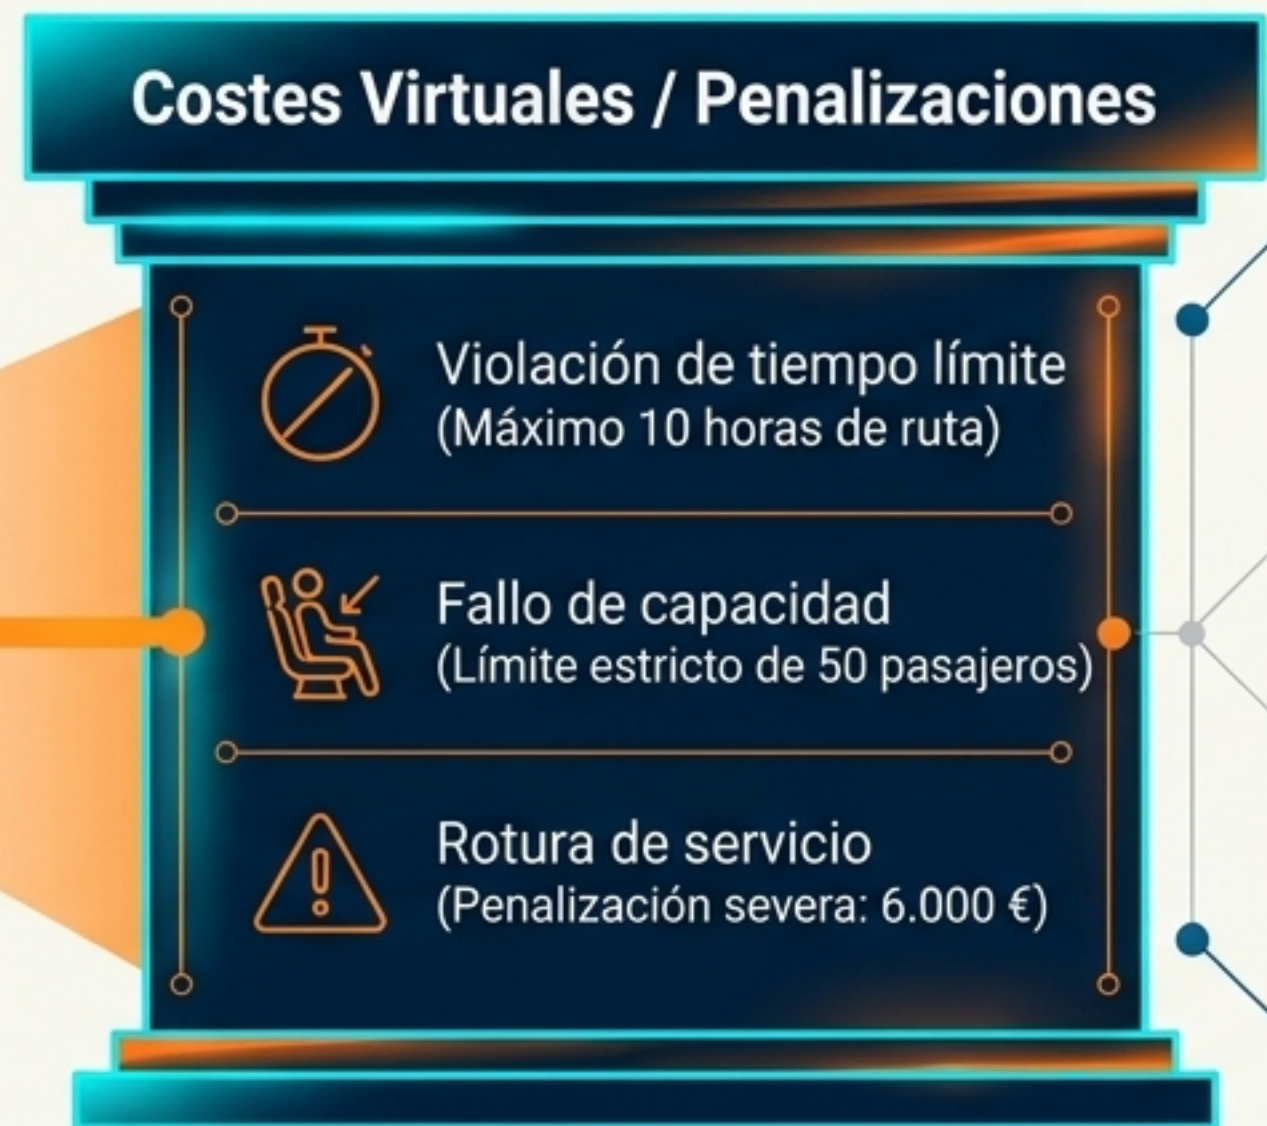 Costes Virtuales / Penalizaciones
Violación de tiempo límite
(Máximo 10 horas de ruta)
Fallo de capacidad
(Límite estricto de 50 pasajeros)
Rotura de servicio
(Penalización severa: 6.000 €)